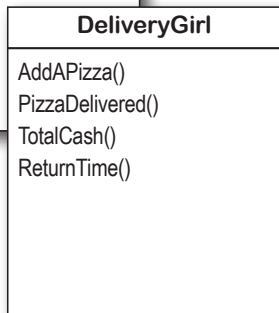 DeliveryGirl
AddAPizza()
PizzaDelivered()
TotalCash()
ReturnTime()